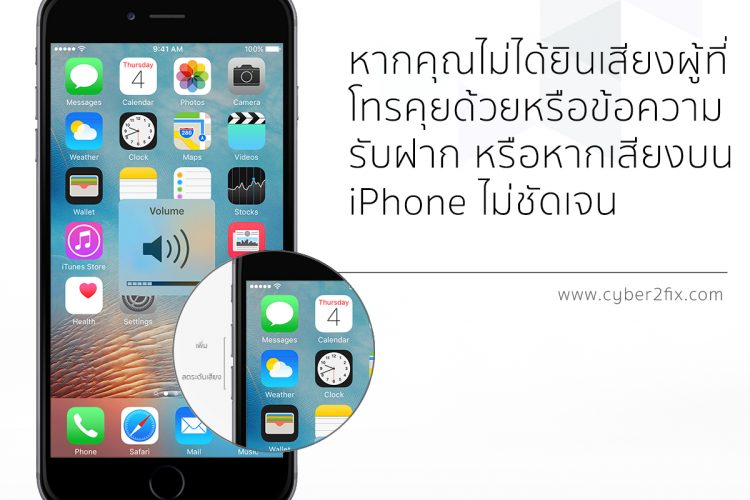 9:41 AM
100%
Messages
Thursday
4
Calendar
Photos
Camera
Weather
Clock
280
Maps
Videos
Wallet
Stocks
Volume
iTunes Store
Health
Settings
Phone
Safari
Mail
Music
หากคุณไม่ได้ยินเสียงผู้ที่
โทรคุยด้วยหรือข้อความ
รับฝาก หรือหากเสียงบน
iPhone ไม่ชัดเจน
www.cyber2fix.com
เพิ่ม
ลดระดับเสียง
Thursday
4
Messages
Calendar
Weather
Clock
Wallet